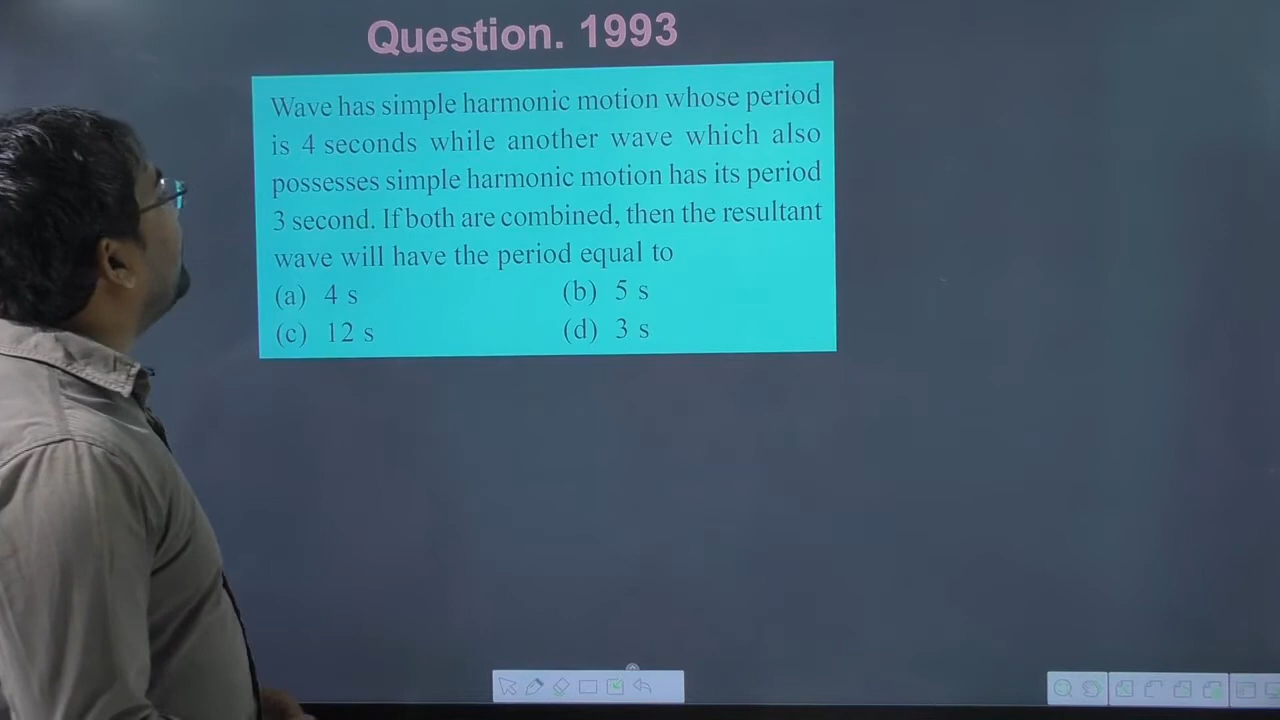 Question. 1993
Wave has simple harmonic motion whose period
is 4 seconds while another wave which also
possesses simple harmonic motion has its period
3 second. If both are combined, then the resultant
wave will have the period equal to
(a) 4 s (b) 5 s
(c) 12 s (d) 3 s